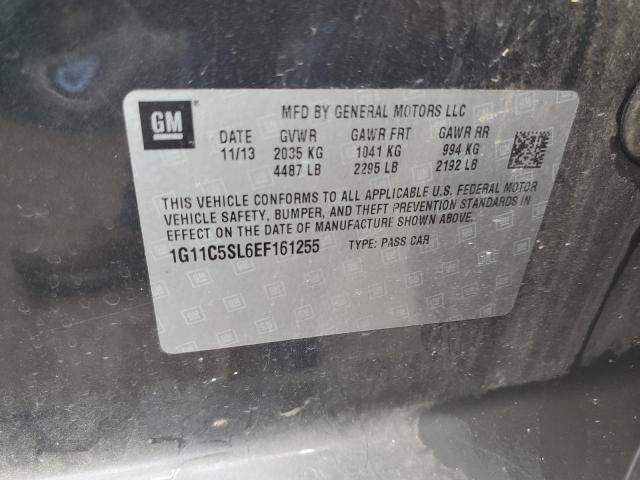 GM
MFD BY GENERAL MOTORS LLC
DATE GVWR GAWR FRT GAWR RR
11/13 2035 KG 1041 KG 994 KG
4487 LB 2295 LB 2192 LB
THIS VEHICLE CONFORMS TO ALL APPLICABLE U.S. FEDERAL MOTOR
VEHICLE SAFETY, BUMPER, AND THEFT PREVENTION STANDARDS IN
EFFECT ON THE DATE OF MANUFACTURE SHOWN ABOVE.
1G11C5SL6EF161255 TYPE: PASS CAR